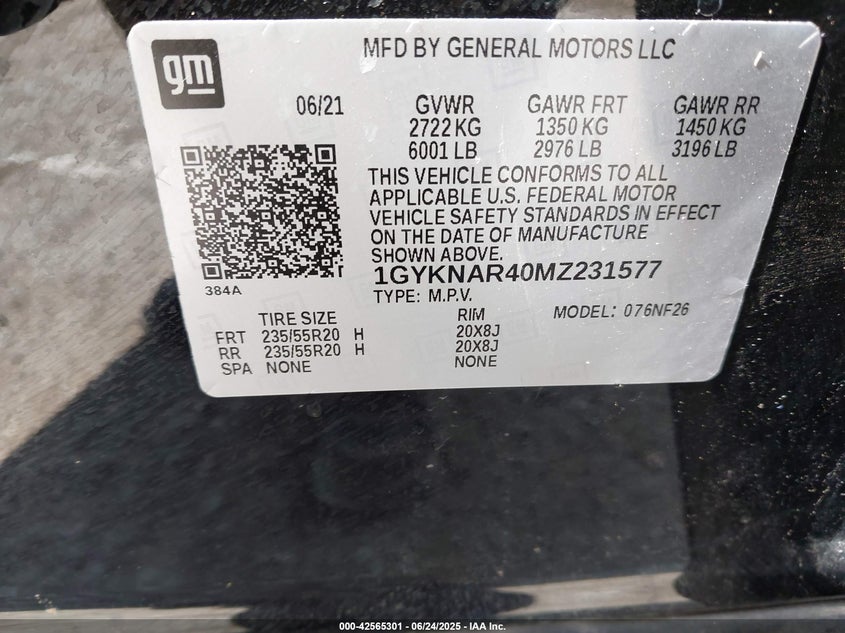 gm
MFD BY GENERAL MOTORS LLC
06/21 GVWR GAWR FRT GAWR RR
2722 KG 1350 KG 1450 KG
6001 LB 2976 LB 3196 LB
THIS VEHICLE CONFORMS TO ALL
APPLICABLE U.S. FEDERAL MOTOR
VEHICLE SAFETY STANDARDS IN EFFECT
ON THE DATE OF MANUFACTURE
SHOWN ABOVE.
1GYKNAR40MZ231577
384A
TYPE: M.P.V.
TIRE SIZE RIM MODEL: 076NF26
FRT 235/55R20 H 20X8J
RR 235/55R20 H 20X8J
SPA NONE NONE
000-42565301 - 06/24/2025 - IAA Inc.